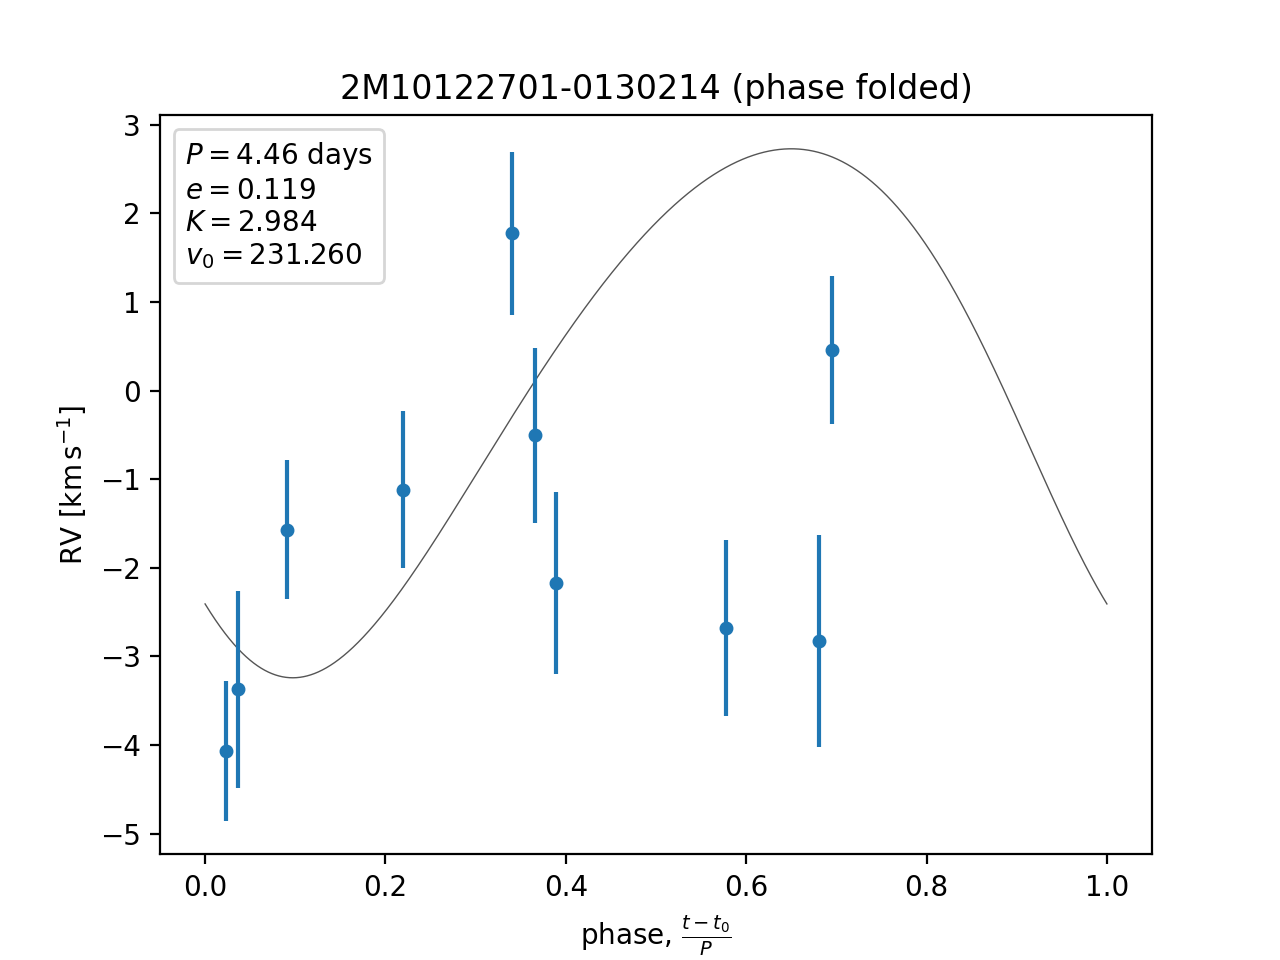 2M10122701-0130214 (phase folded)
P = 4.46 days
e = 0.119
K = 2.984
v₀ = 231.260
3
2
1
0
−1
−2
−3
−4
−5
RV [km s⁻¹]
0.0 0.2 0.4 0.6 0.8 1.0
phase, (t − t₀)/P